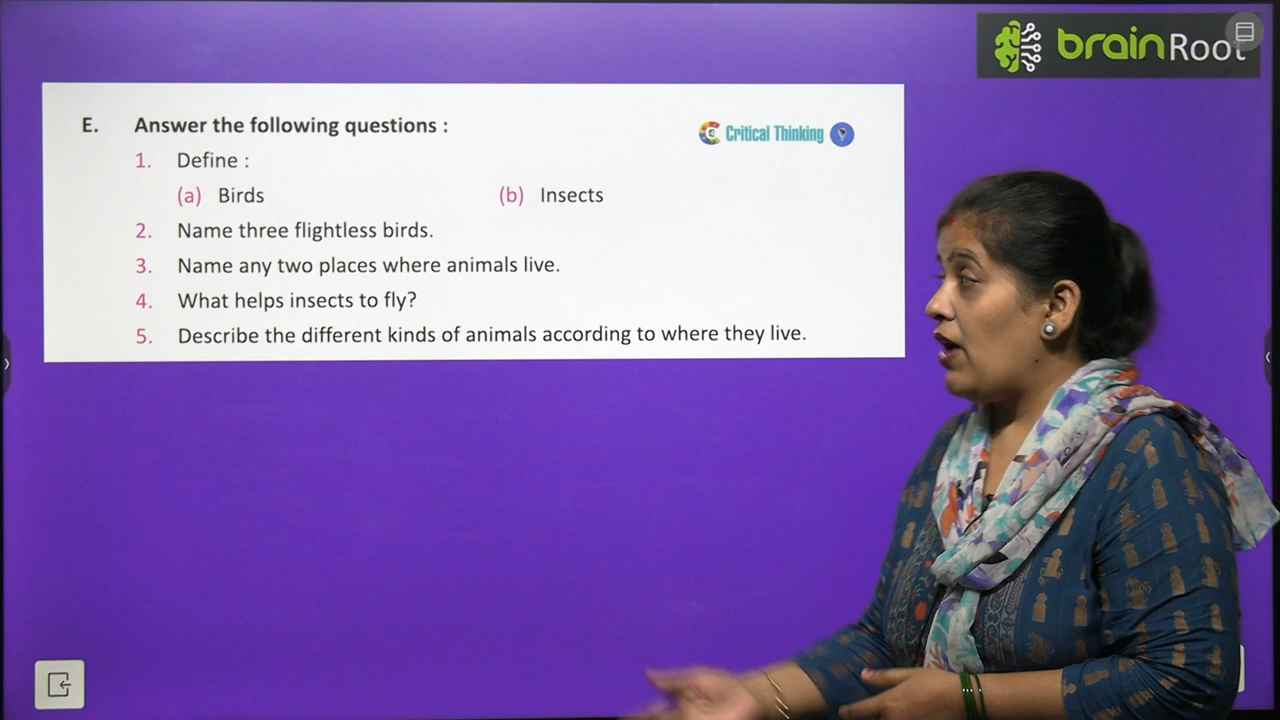 brainRoot
E. Answer the following questions :
Critical Thinking
1. Define :
(a) Birds (b) Insects
2. Name three flightless birds.
3. Name any two places where animals live.
4. What helps insects to fly?
5. Describe the different kinds of animals according to where they live.